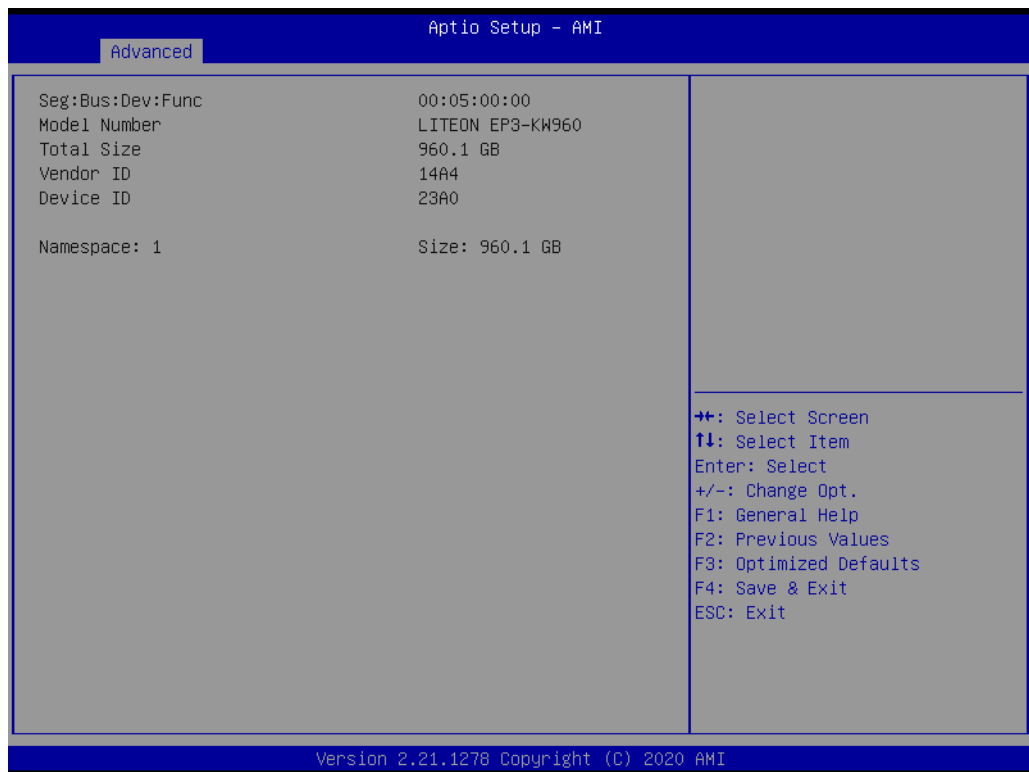 Aptio Setup – AMI
Advanced
Seg:Bus:Dev:Func 00:05:00:00
Model Number LITEON EP3-KW960
Total Size 960.1 GB
Vendor ID 14A4
Device ID 23A0
Namespace: 1 Size: 960.1 GB
→←: Select Screen
↑↓: Select Item
Enter: Select
+/-: Change Opt.
F1: General Help
F2: Previous Values
F3: Optimized Defaults
F4: Save & Exit
ESC: Exit
Version 2.21.1278 Copyright (C) 2020 AMI